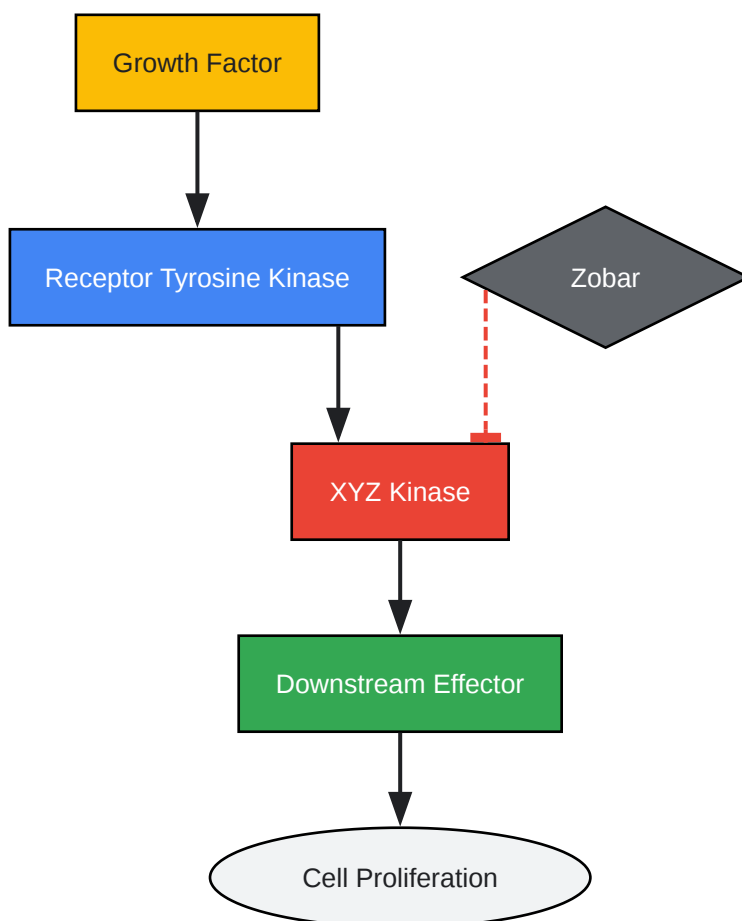 Growth Factor
Receptor Tyrosine Kinase
Zobar
XYZ Kinase
Downstream Effector
Cell Proliferation